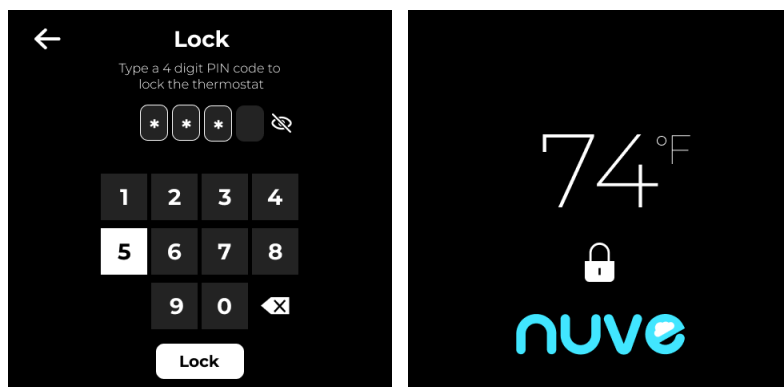 Lock
Type a 4 digit PIN code to
lock the thermostat
* * *
1 2 3 4
5 6 7 8
9 0
Lock
74°F
nuve